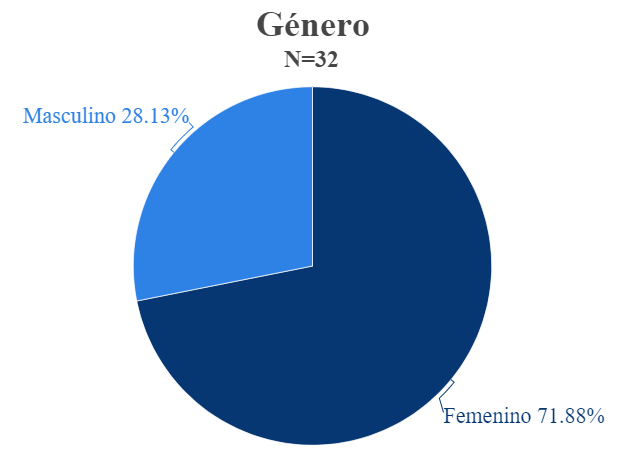 Género
N=32
Masculino 28.13%
Femenino 71.88%